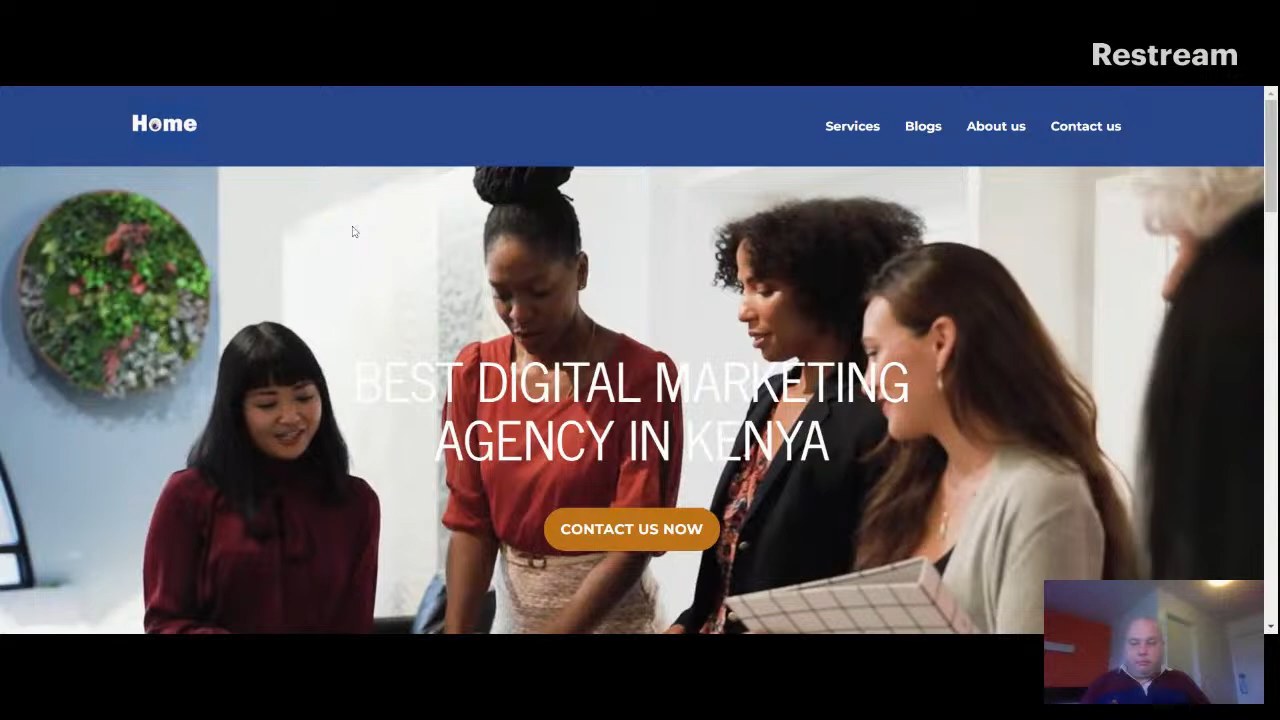 Restream
Home
Services
Blogs
About us
Contact us
BEST DIGITAL MARKETING
AGENCY IN KENYA
CONTACT US NOW